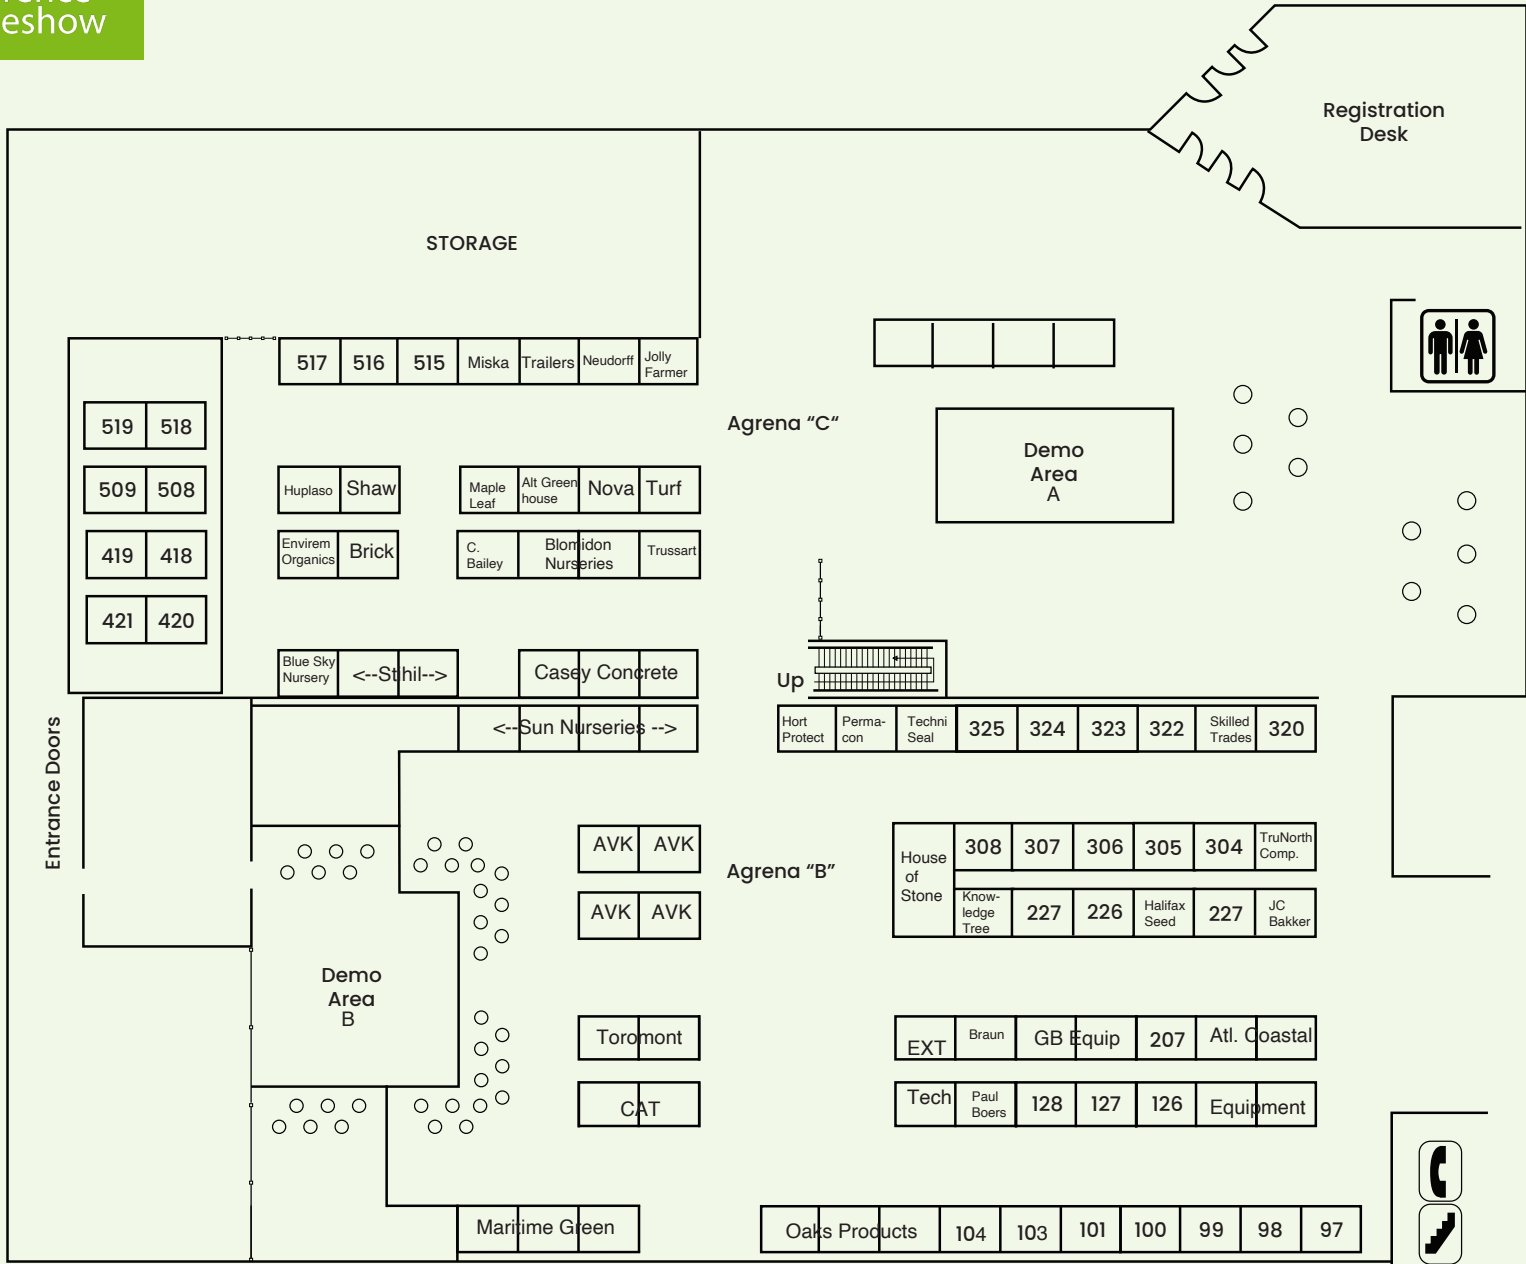 eshow
Registration
Desk
STORAGE
517 516 515 Miska Trailers Neudorff Jolly
Farmer
519 518
Agrena “C“
Demo
Area
A
509 508
Huplaso Shaw
Maple
Leaf
Alt Green
house
Nova Turf
419 418
Envirem
Organics
Brick
C.
Bailey
Blomidon
Nurseries
Trussart
421 420
Blue Sky
Nursery
<--Stihil-->
Casey Concrete
Up
Entrance Doors
<--Sun Nurseries -->
Hort
Protect
Perma-
con
Techni
Seal
325 324 323 322
Skilled
Trades
320
AVK AVK
Agrena “B”
House
of
Stone
308 307 306 305 304
TruNorth
Comp.
AVK AVK
Know-
ledge
Tree
227 226
Halifax
Seed
227
JC
Bakker
Demo
Area
B
Toromont
EXT
Braun
GB Equip
207
Atl. Coastal
CAT
Tech
Paul
Boers
128 127 126
Equipment
Maritime Green
Oaks Products
104 103 101 100 99 98 97